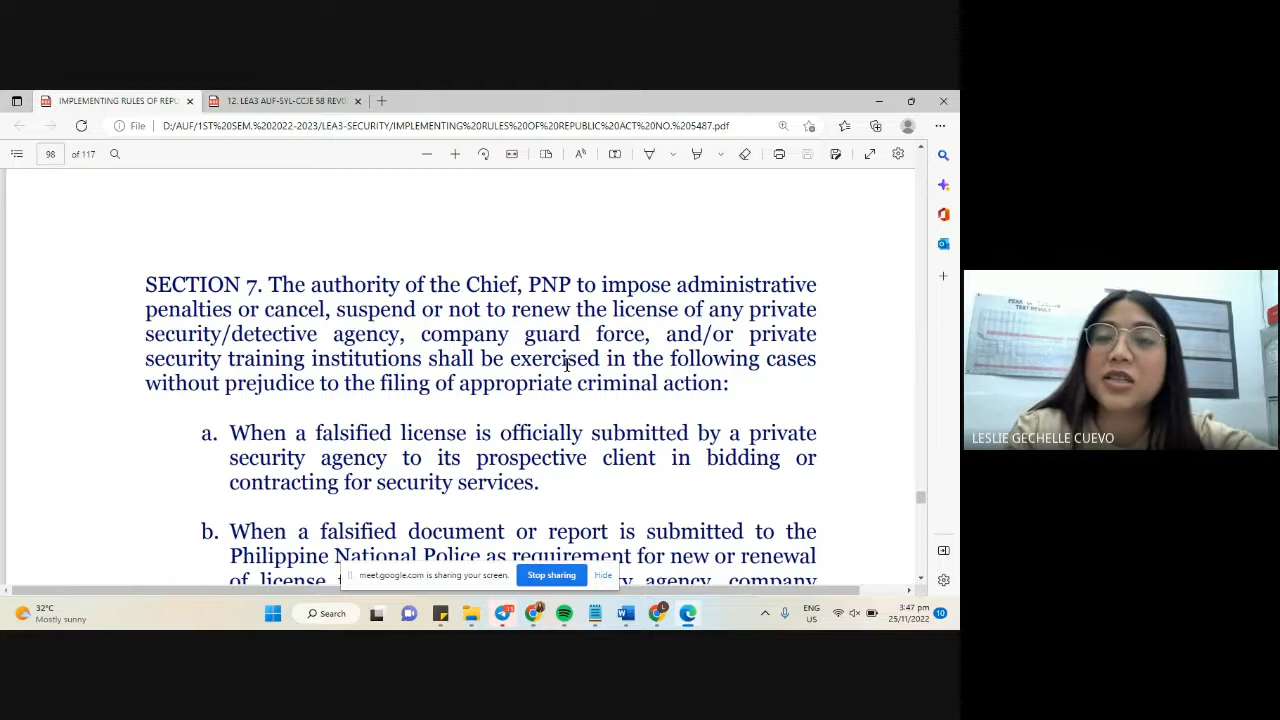 IMPLEMENTING RULES OF REPU
12. LEA3 AUF-SYL-CCJE 58 REV0
File D:/AUF/1ST%20SEM.%202022-2023/LEA3-SECURITY/IMPLEMENTING%20RULES%20OF%20REPUBLIC%20ACT%20NO.%205487.pdf
98 of 117
SECTION 7. The authority of the Chief, PNP to impose administrative
penalties or cancel, suspend or not to renew the license of any private
security/detective agency, company guard force, and/or private
security training institutions shall be exercised in the following cases
without prejudice to the filing of appropriate criminal action:
a. When a falsified license is officially submitted by a private
security agency to its prospective client in bidding or
contracting for security services.
b. When a falsified document or report is submitted to the
Philippine National Police as requirement for new or renewal
of license
agency, company
meet.google.com is sharing your screen. Stop sharing Hide
LESLIE GECHELLE CUEVO
32°C
Mostly sunny
Search
ENG
US
3:47 pm
25/11/2022
10